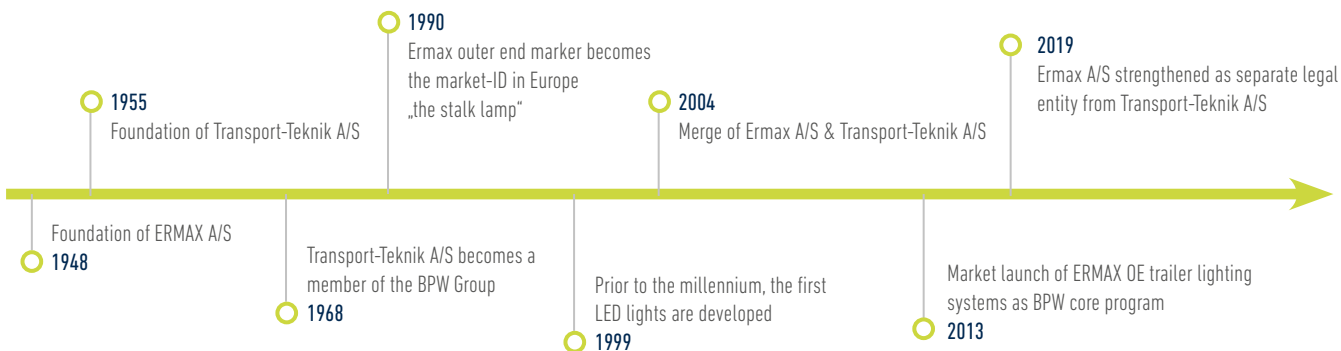 1990
Ermax outer end marker becomes
the market-ID in Europe
„the stalk lamp“
2019
Ermax A/S strengthened as separate legal
entity from Transport-Teknik A/S
1955
Foundation of Transport-Teknik A/S
2004
Merge of Ermax A/S & Transport-Teknik A/S
Foundation of ERMAX A/S
1948
Transport-Teknik A/S becomes a
member of the BPW Group
1968
Prior to the millennium, the first
LED lights are developed
1999
Market launch of ERMAX OE trailer lighting
systems as BPW core program
2013